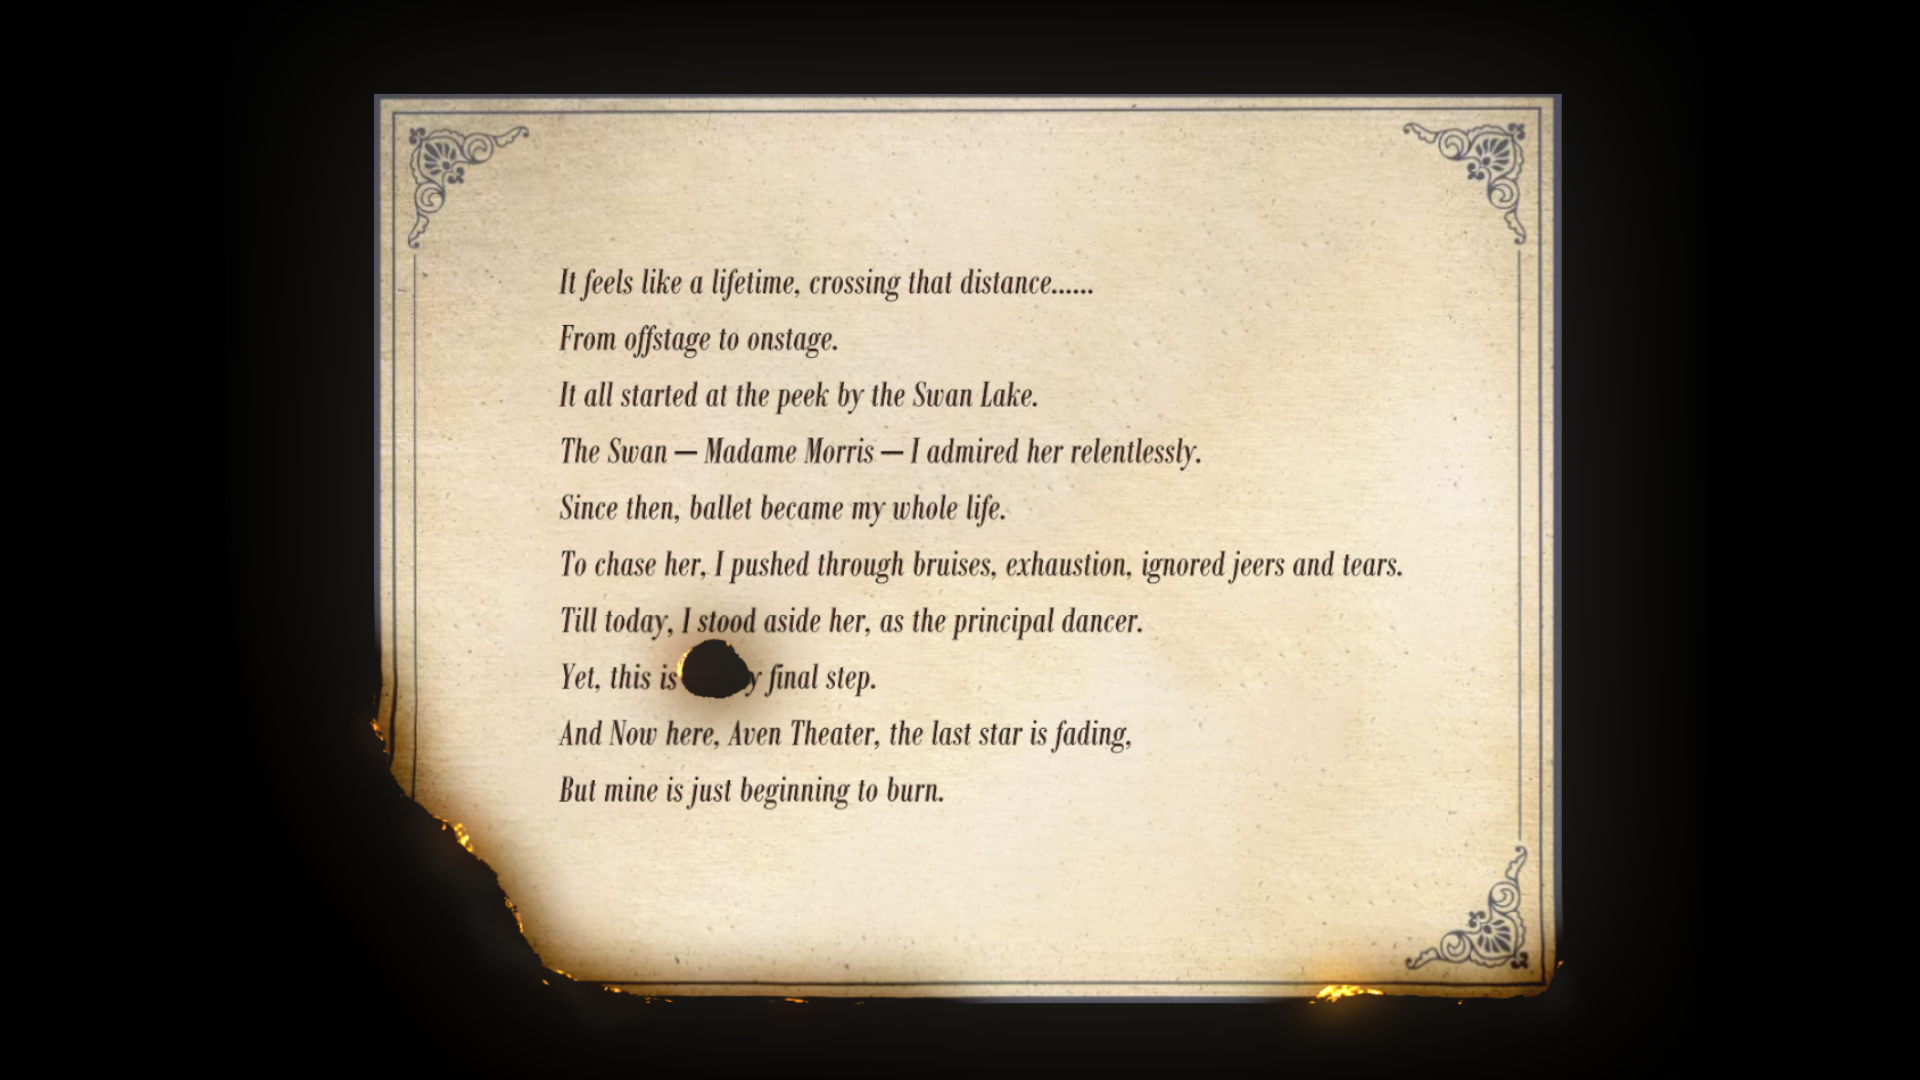 It feels like a lifetime, crossing that distance......
From offstage to onstage.
It all started at the peek by the Swan Lake.
The Swan — Madame Morris — I admired her relentlessly.
Since then, ballet became my whole life.
To chase her, I pushed through bruises, exhaustion, ignored jeers and tears.
Till today, I stood aside her, as the principal dancer.
Yet, this is final step.
And Now here, Aven Theater, the last star is fading,
But mine is just beginning to burn.